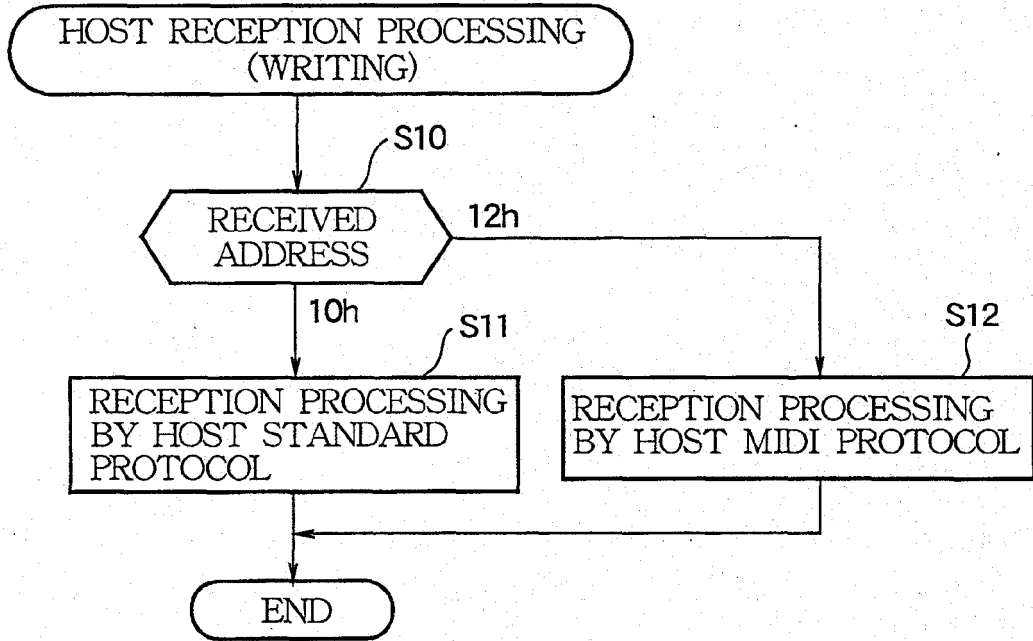 HOST RECEPTION PROCESSING
(WRITING)
S10
RECEIVED
ADDRESS
12h
10h
S11
S12
RECEPTION PROCESSING
BY HOST STANDARD
PROTOCOL
RECEPTION PROCESSING
BY HOST MIDI PROTOCOL
END